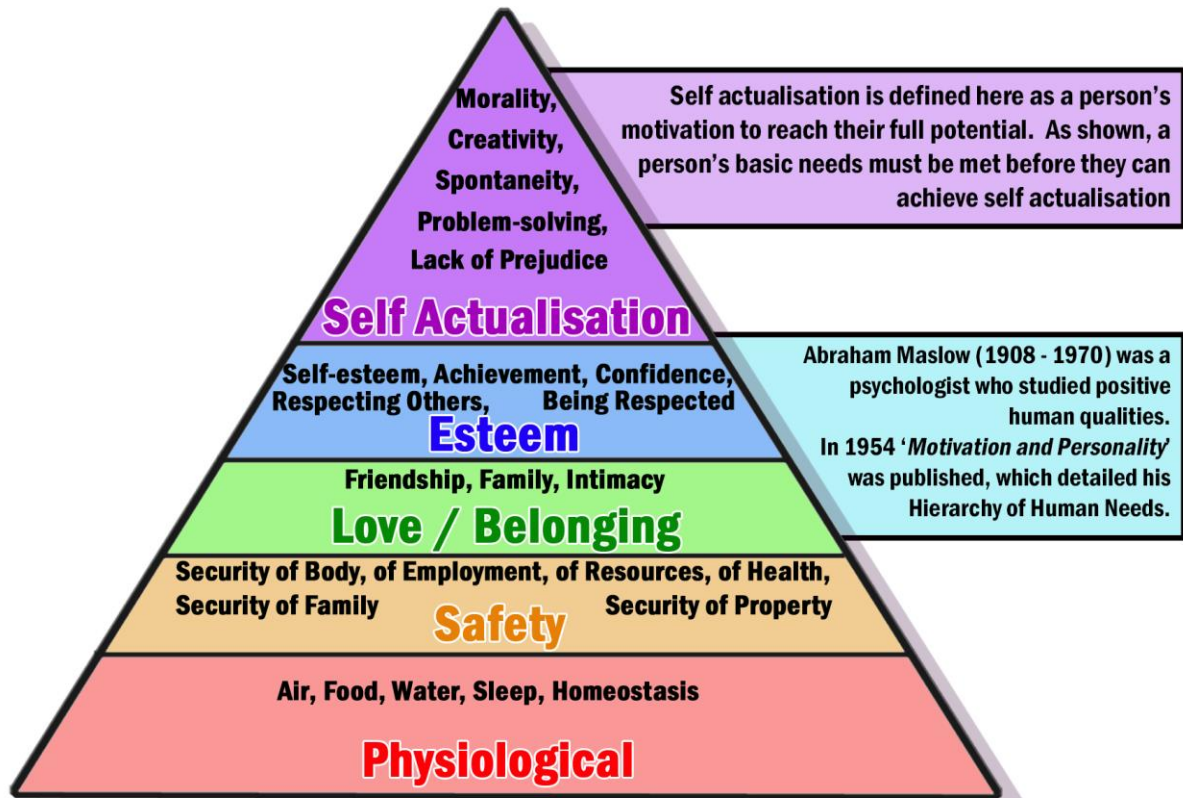 Morality,
Creativity,
Spontaneity,
Problem-solving,
Lack of Prejudice
Self Actualisation
Self actualisation is defined here as a person's
motivation to reach their full potential.  As shown, a
person's basic needs must be met before they can
achieve self actualisation
Self-esteem, Achievement, Confidence,
Respecting Others, Being Respected
Esteem
Abraham Maslow (1908 - 1970) was a
psychologist who studied positive
human qualities.
In 1954 'Motivation and Personality'
was published, which detailed his
Hierarchy of Human Needs.
Friendship, Family, Intimacy
Love / Belonging
Security of Body, of Employment, of Resources, of Health,
Security of Family Security of Property
Safety
Air, Food, Water, Sleep, Homeostasis
Physiological